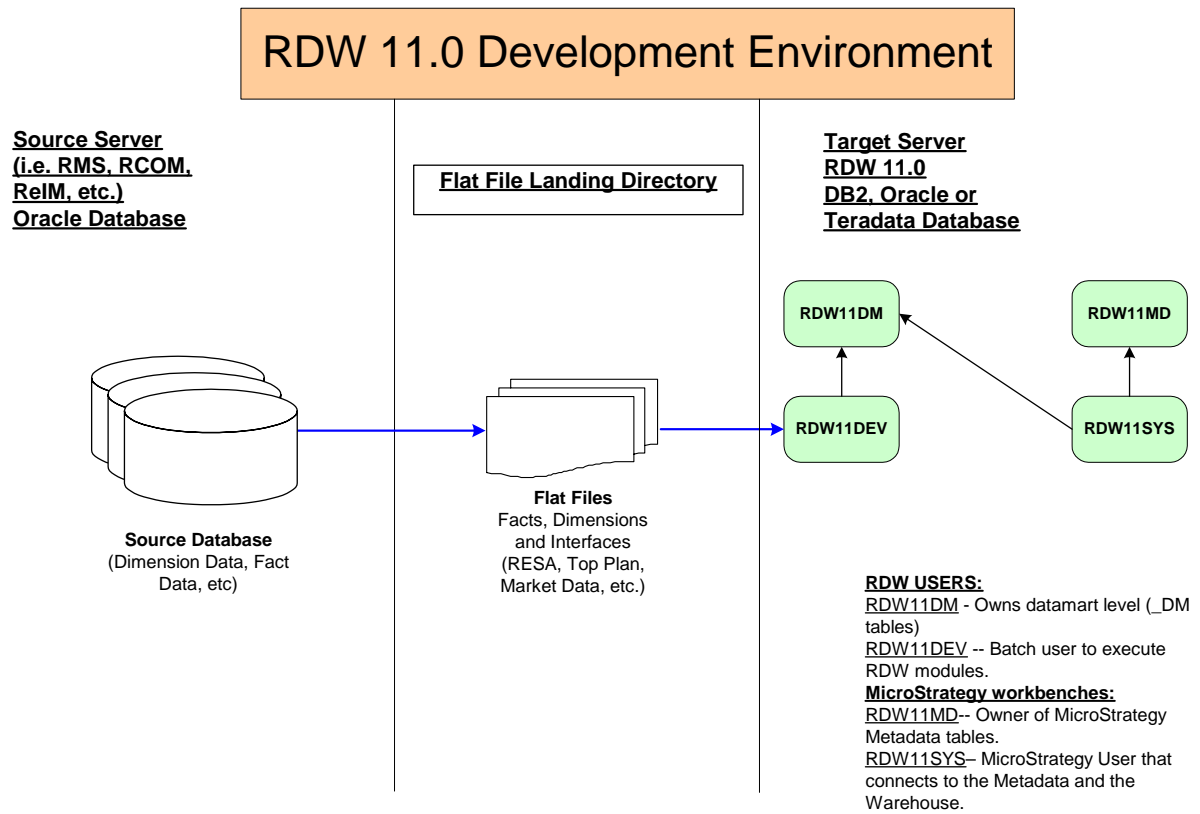 RDW 11.0 Development Environment
Source Server
(i.e. RMS, RCOM,
ReIM, etc.)
Oracle Database
Flat File Landing Directory
Target Server
RDW 11.0
DB2, Oracle or
Teradata Database
RDW11DM
RDW11MD
RDW11DEV
RDW11SYS
Source Database
(Dimension Data, Fact
Data, etc)
Flat Files
Facts, Dimensions
and Interfaces
(RESA, Top Plan,
Market Data, etc.)
RDW USERS:
RDW11DM - Owns datamart level (_DM
tables)
RDW11DEV -- Batch user to execute
RDW modules.
MicroStrategy workbenches:
RDW11MD-- Owner of MicroStrategy
Metadata tables.
RDW11SYS– MicroStrategy User that
connects to the Metadata and the
Warehouse.